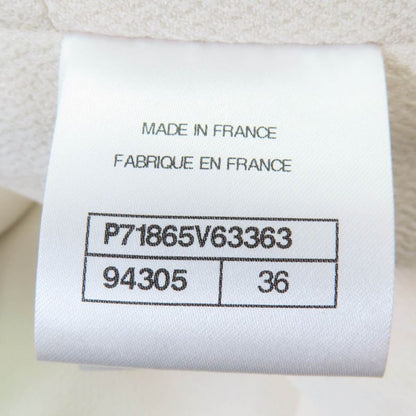 MADE IN FRANCE
FABRIQUE EN FRANCE
P71865V63363
94305 36